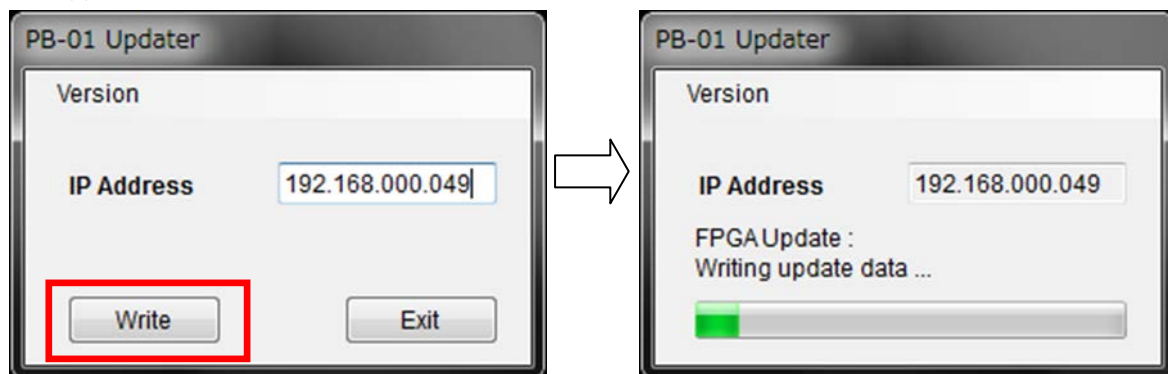 PB-01 Updater
Version
IP Address 192.168.000.049
Write Exit
PB-01 Updater
Version
IP Address 192.168.000.049
FPGA Update :
Writing update data ...